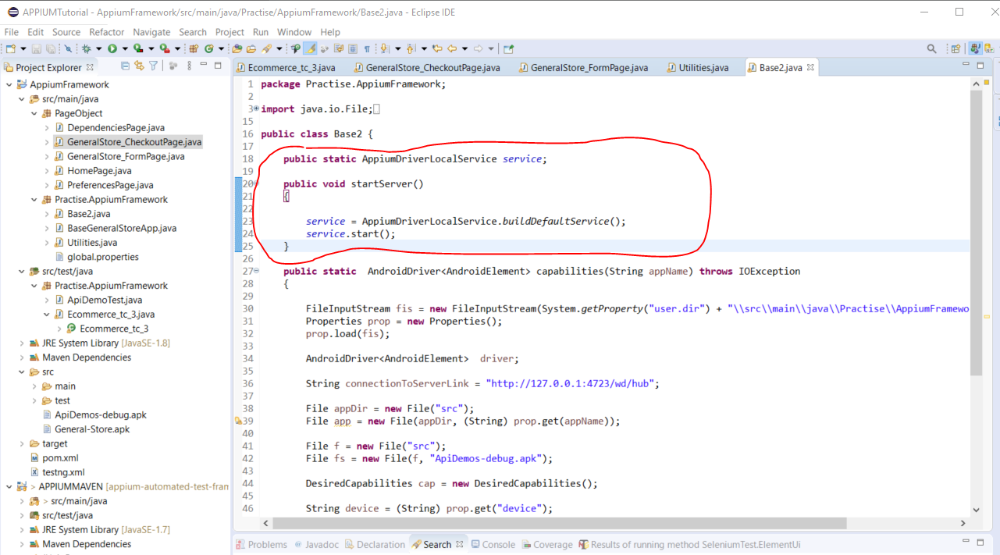 APPIUMTutorial - AppiumFramework/src/main/java/Practise/AppiumFramework/Base2.java - Eclipse IDE
File Edit Source Refactor Navigate Search Project Run Window Help
Project Explorer
AppiumFramework
src/main/java
PageObject
DependenciesPage.java
GeneralStore_CheckoutPage.java
GeneralStore_FormPage.java
HomePage.java
PreferencesPage.java
Practise.AppiumFramework
Base2.java
BaseGeneralStoreApp.java
Utilities.java
global.properties
src/test/java
Practise.AppiumFramework
ApiDemoTest.java
Ecommerce_tc_3.java
Ecommerce_tc_3
JRE System Library [JavaSE-1.8]
Maven Dependencies
src
main
test
ApiDemos-debug.apk
General-Store.apk
target
pom.xml
testng.xml
> APPIUMMAVEN [appium-automated-test-fram
> src/main/java
src/test/java
JRE System Library [JavaSE-1.7]
Maven Dependencies
Ecommerce_tc_3.java GeneralStore_CheckoutPage.java GeneralStore_FormPage.java Utilities.java Base2.java
1 package Practise.AppiumFramework;
2
3 import java.io.File;
15
16 public class Base2 {
17
18 public static AppiumDriverLocalService service;
19
20 public void startServer()
21 {
22
23 service = AppiumDriverLocalService.buildDefaultService();
24 service.start();
25 }
26
27 public static  AndroidDriver<AndroidElement> capabilities(String appName) throws IOException
28 {
29
30 FileInputStream fis = new FileInputStream(System.getProperty("user.dir") + "\\src\\main\\java\\Practise\\AppiumFramewo
31 Properties prop = new Properties();
32 prop.load(fis);
33
34 AndroidDriver<AndroidElement>  driver;
35
36 String connectionToServerLink = "http://127.0.0.1:4723/wd/hub";
37
38 File appDir = new File("src");
39 File app = new File(appDir, (String) prop.get(appName));
40
41 File f = new File("src");
42 File fs = new File(f, "ApiDemos-debug.apk");
43
44 DesiredCapabilities cap = new DesiredCapabilities();
45
46 String device = (String) prop.get("device");
Problems Javadoc Declaration Search Console Coverage Results of running method SeleniumTest.ElementUi